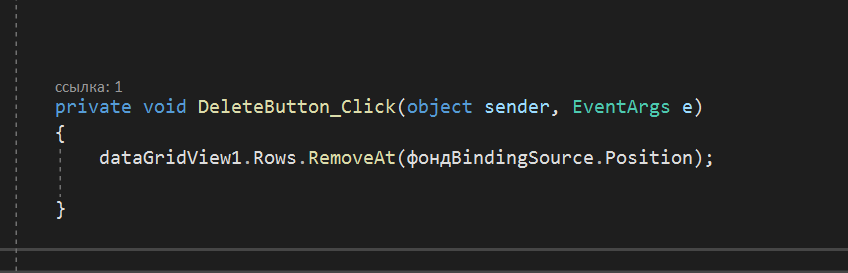 ссылка: 1
private void DeleteButton_Click(object sender, EventArgs e)
{
dataGridView1.Rows.RemoveAt(фондBindingSource.Position);
}